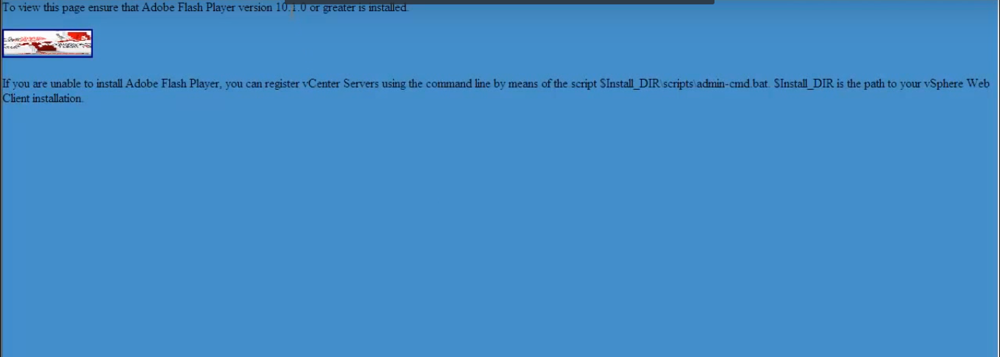 To view this page ensure that Adobe Flash Player version 10.1.0 or greater is installed.
If you are unable to install Adobe Flash Player, you can register vCenter Servers using the command line by means of the script $Install_DIR\scripts\admin-cmd.bat. $Install_DIR is the path to your vSphere Web
Client installation.